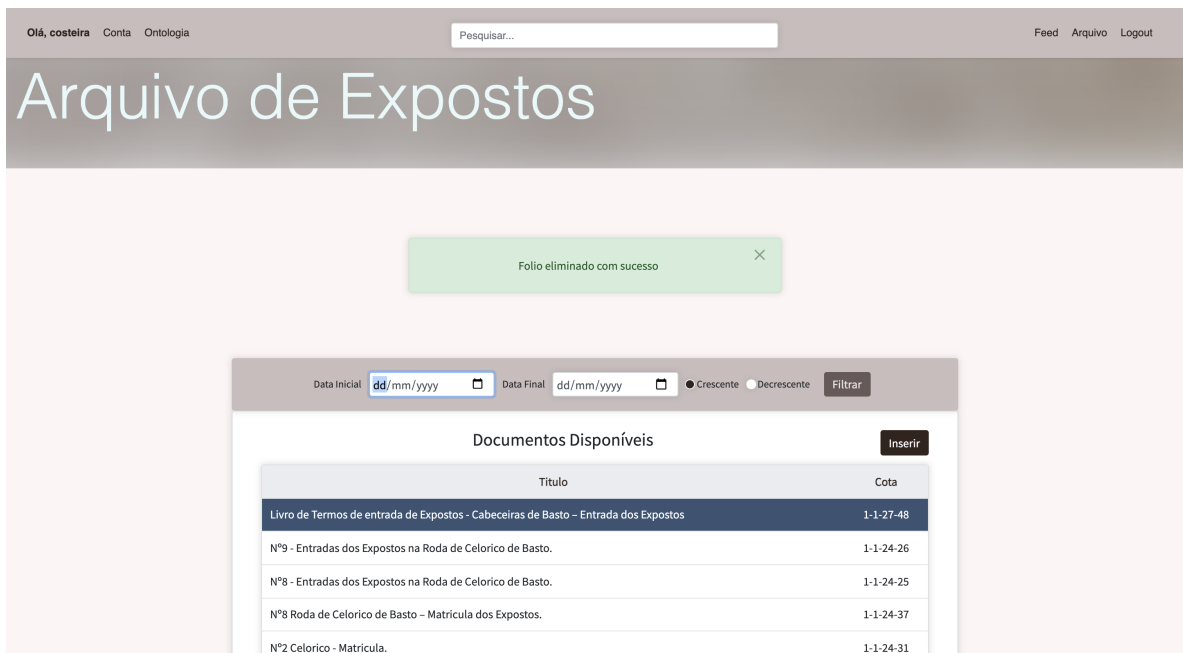 Olá, costeira Conta Ontologia Pesquisar... Feed Arquivo Logout
Arquivo de Expostos
Folio eliminado com sucesso
Data Inicial dd/mm/yyyy Data Final dd/mm/yyyy Crescente Decrescente Filtrar
Documentos Disponíveis Inserir
Titulo Cota
Livro de Termos de entrada de Expostos - Cabeceiras de Basto – Entrada dos Expostos 1-1-27-48
Nº9 - Entradas dos Expostos na Roda de Celorico de Basto. 1-1-24-26
Nº8 - Entradas dos Expostos na Roda de Celorico de Basto. 1-1-24-25
Nº8 Roda de Celorico de Basto – Matricula dos Expostos. 1-1-24-37
Nº2 Celorico - Matricula. 1-1-24-31